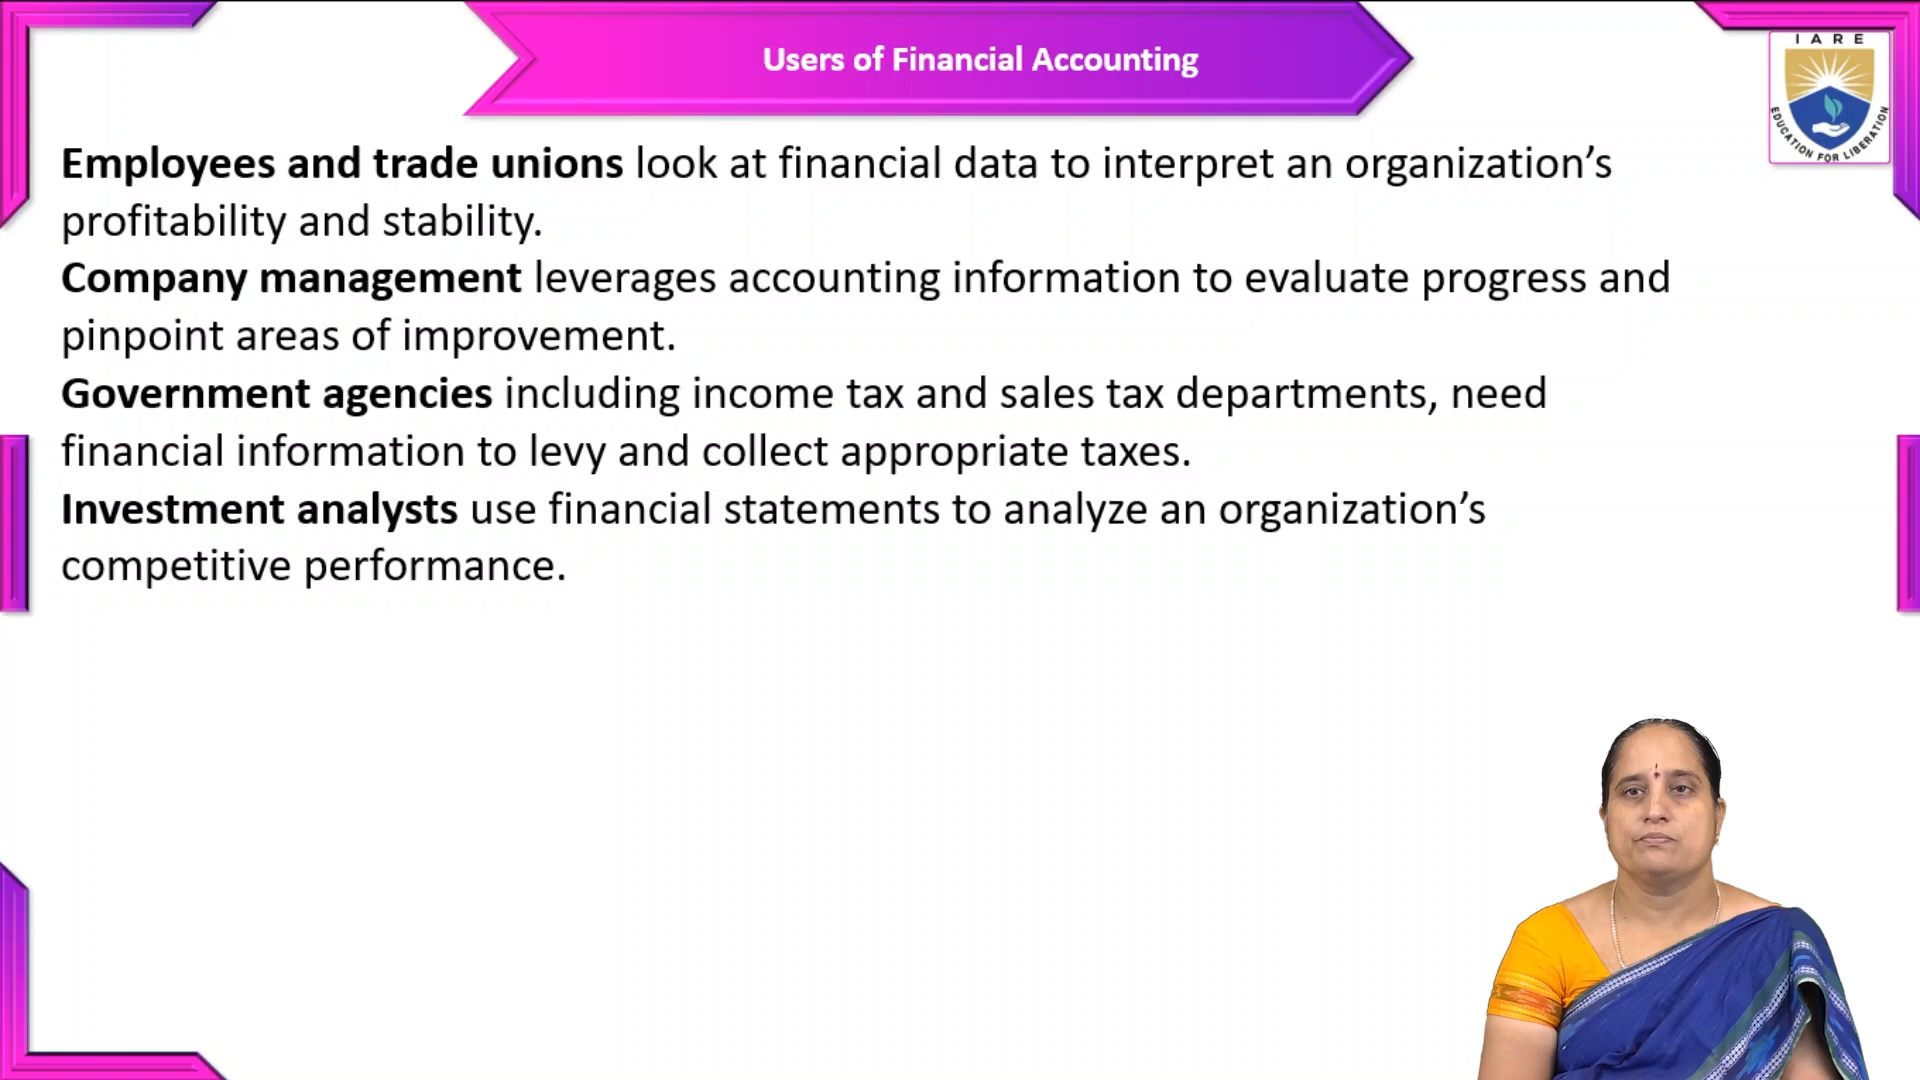 Users of Financial Accounting
I A R E
EDUCATION FOR LIBERATION
Employees and trade unions look at financial data to interpret an organization’s
profitability and stability.
Company management leverages accounting information to evaluate progress and
pinpoint areas of improvement.
Government agencies including income tax and sales tax departments, need
financial information to levy and collect appropriate taxes.
Investment analysts use financial statements to analyze an organization’s
competitive performance.